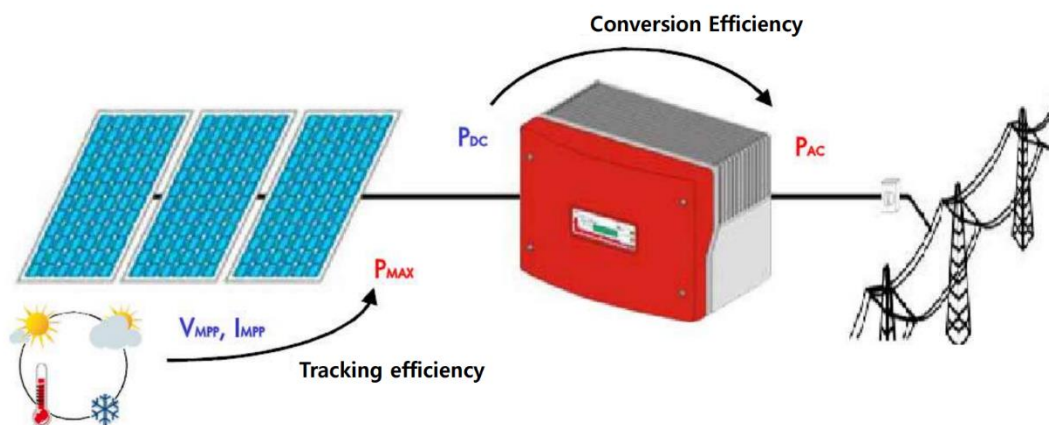 Conversion Efficiency
PDC
PAC
PMAX
VMPP, IMPP
Tracking efficiency